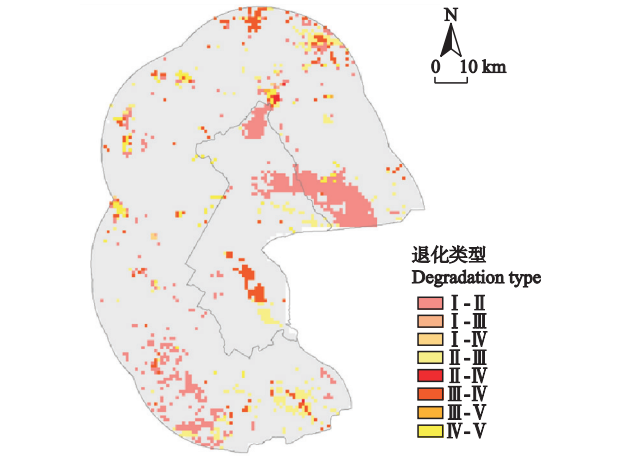 N
0 10 km
退化类型
Degradation type
Ⅰ-Ⅱ
Ⅰ-Ⅲ
Ⅰ-Ⅳ
Ⅱ-Ⅲ
Ⅱ-Ⅳ
Ⅲ-Ⅳ
Ⅲ-Ⅴ
Ⅳ-Ⅴ